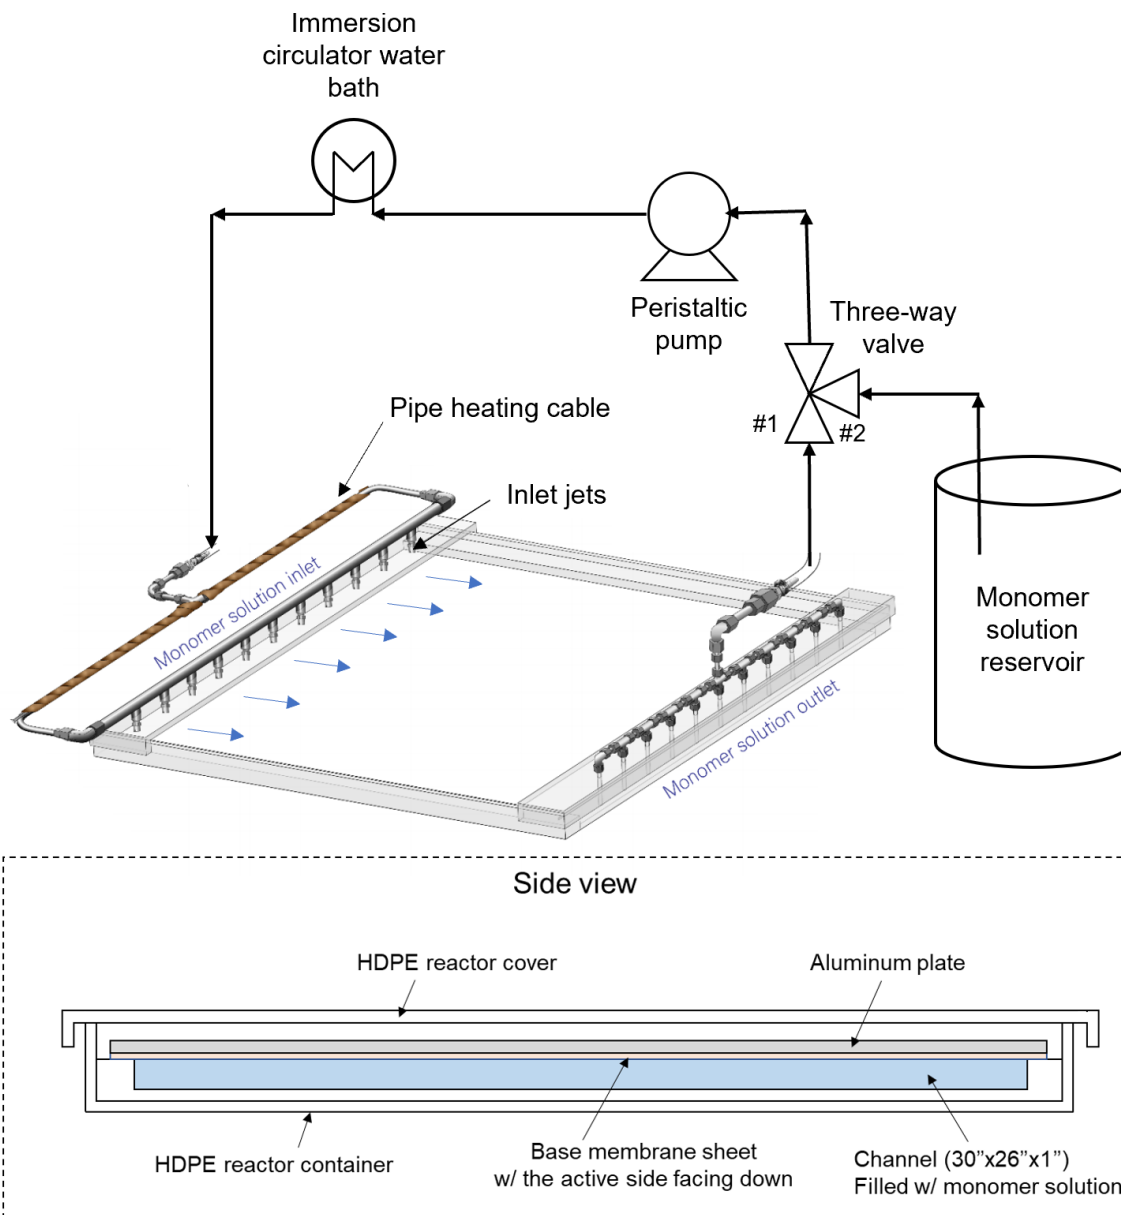 Immersion
circulator water
bath
Peristaltic
pump
Three-way
valve
#1
#2
Pipe heating cable
Inlet jets
Monomer solution inlet
Monomer
solution
reservoir
Monomer solution outlet
Side view
HDPE reactor cover
Aluminum plate
HDPE reactor container
Base membrane sheet
w/ the active side facing down
Channel (30”x26”x1”)
Filled w/ monomer solution